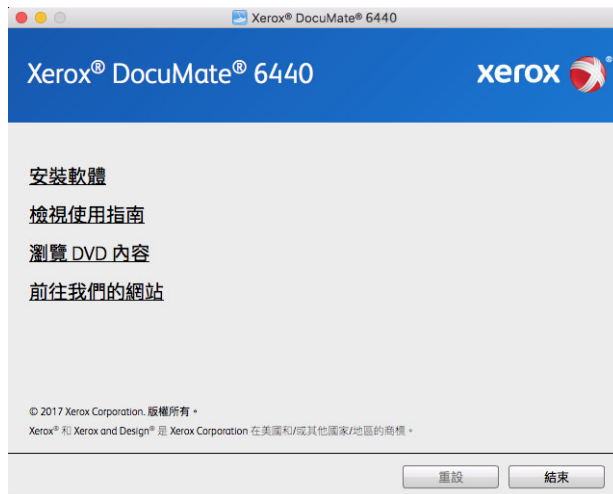 Xerox® DocuMate® 6440
Xerox® DocuMate® 6440
xerox®
安裝軟體
檢視使用指南
瀏覽 DVD 內容
前往我們的網站
© 2017 Xerox Corporation. 版權所有。
Xerox® 和 Xerox and Design® 是 Xerox Corporation 在美國和/或其他國家/地區的商標。
重設
結束